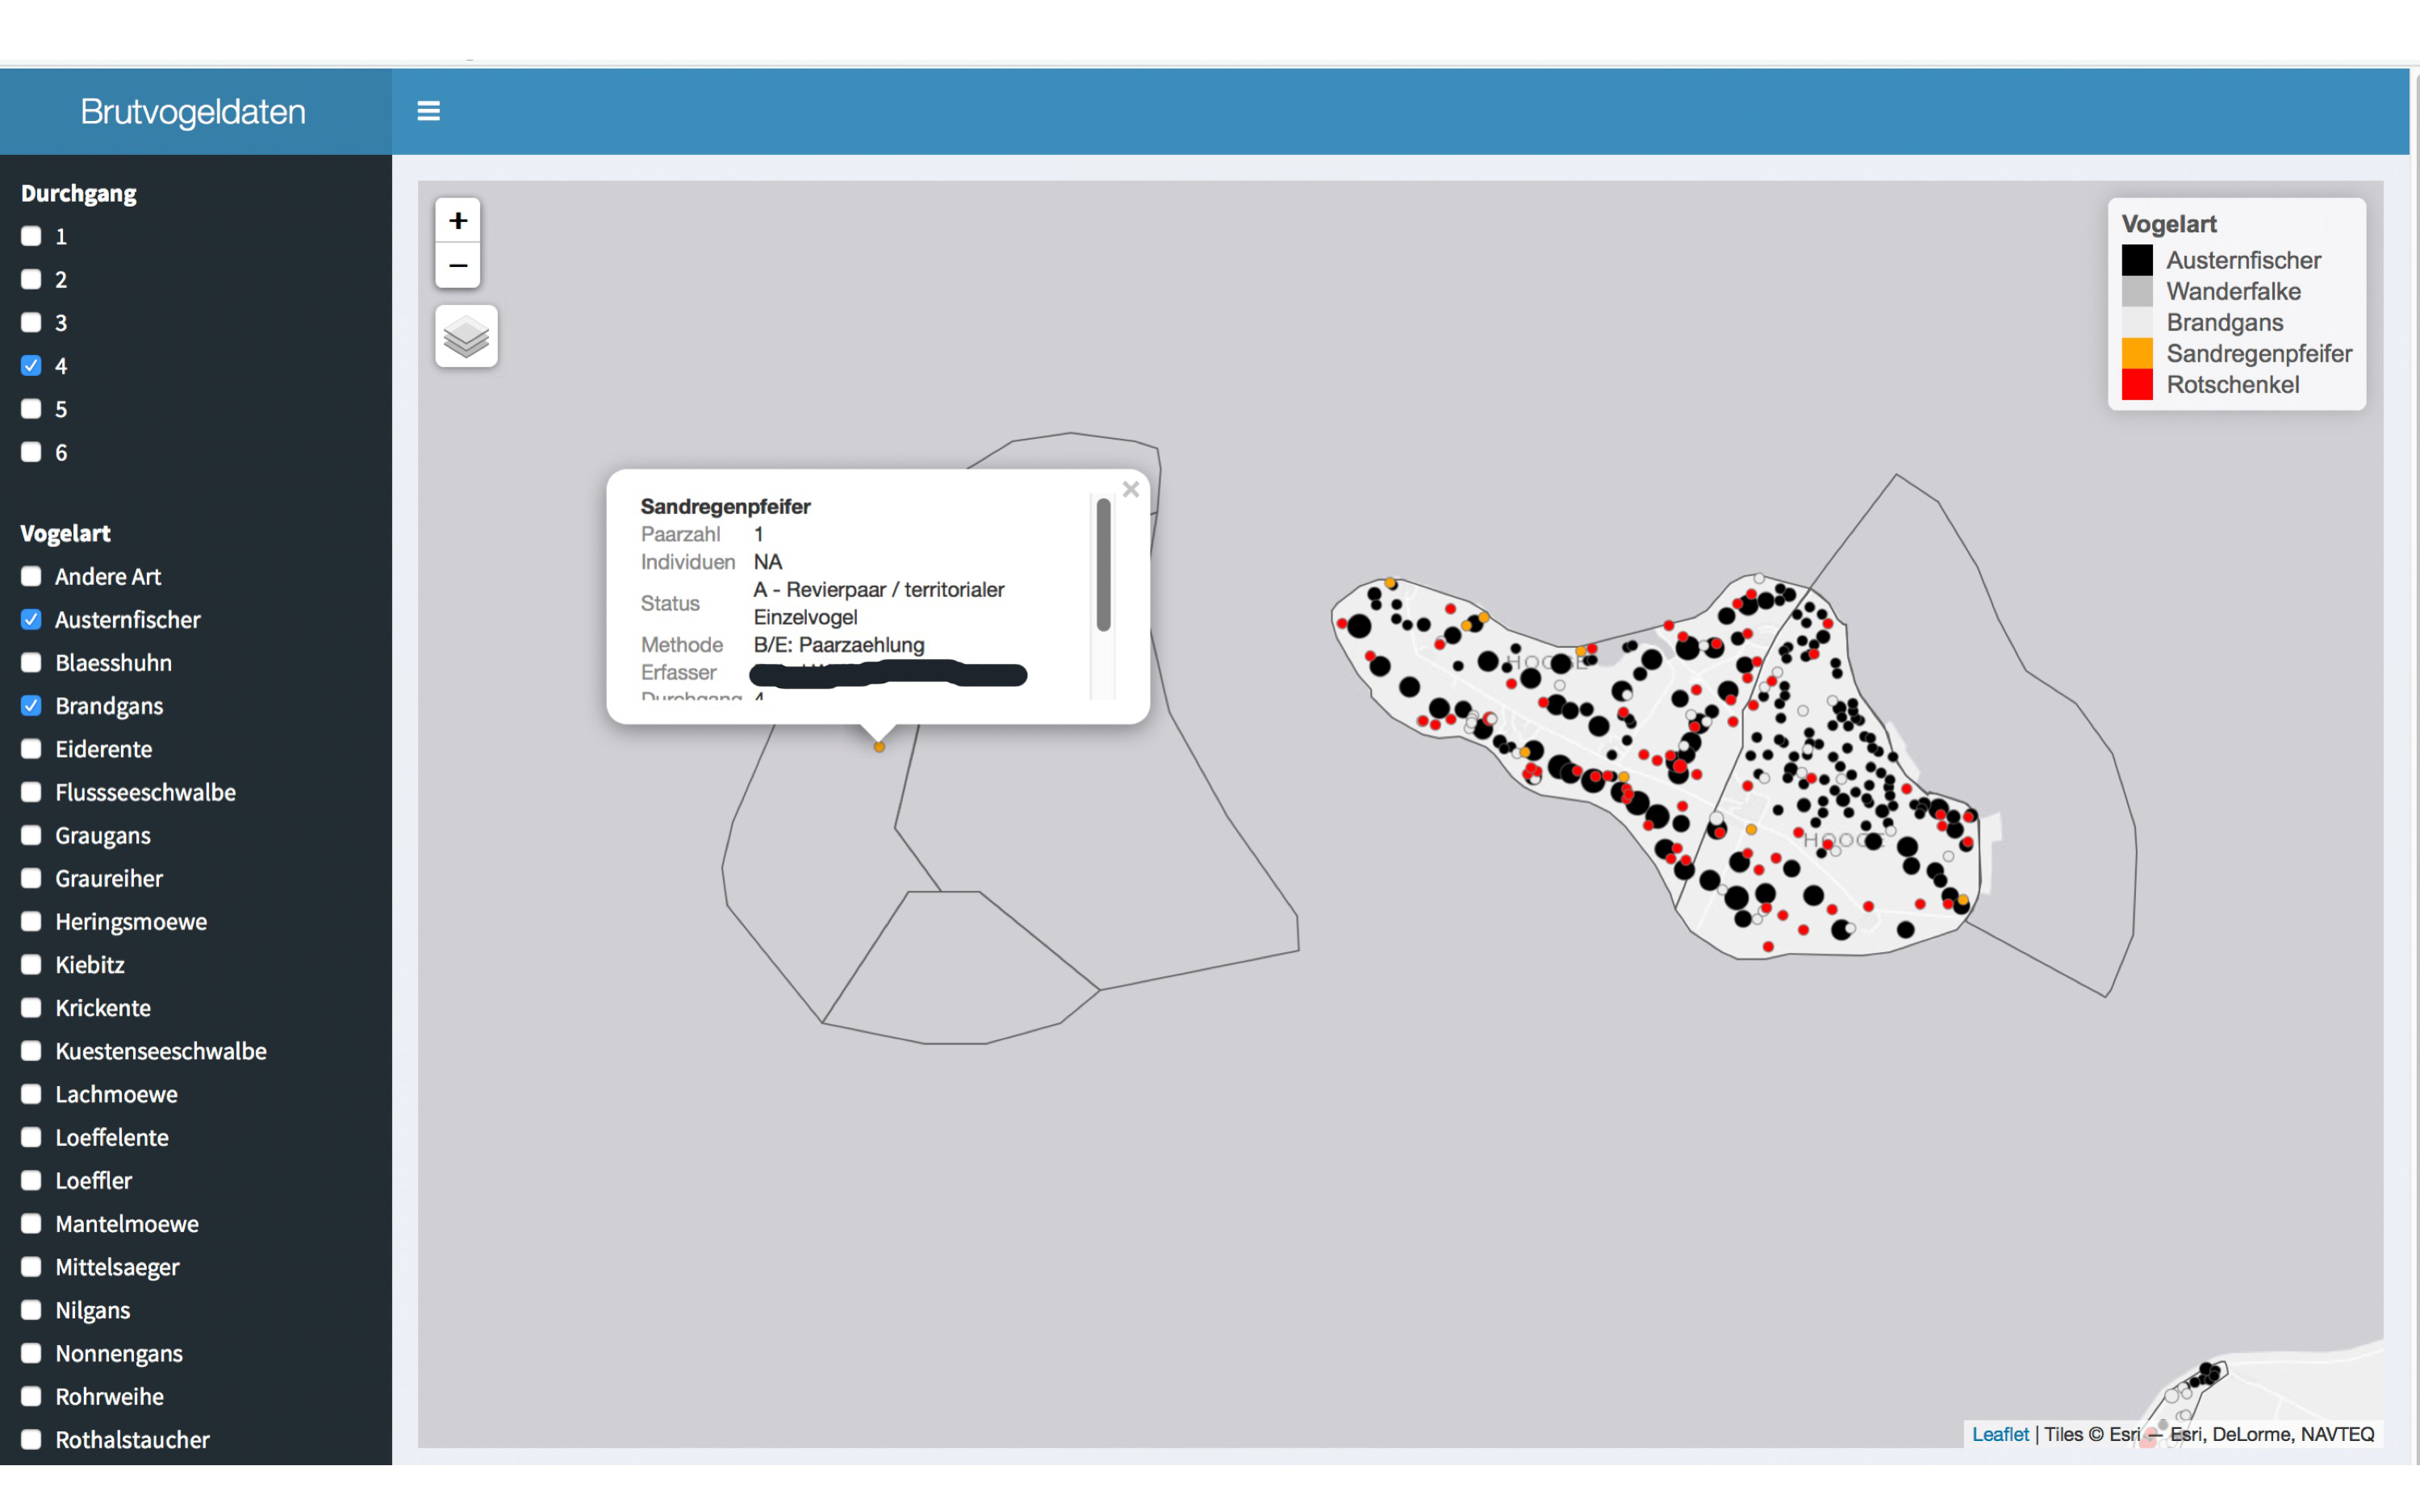 Brutvogeldaten
Durchgang
1
2
3
4
5
6
Vogelart
Andere Art
Austernfischer
Blaesshuhn
Brandgans
Eiderente
Flussseeschwalbe
Graugans
Graureiher
Heringsmoewe
Kiebitz
Krickente
Kuestenseeschwalbe
Lachmoewe
Loeffelente
Loeffler
Mantelmoewe
Mittelsaeger
Nilgans
Nonnengans
Rohrweihe
Rothalstaucher
+
−
Sandregenpfeifer
Paarzahl 1
Individuen NA
Status A - Revierpaar / territorialer
Einzelvogel
Methode B/E: Paarzaehlung
Erfasser
Durchgang 4
×
Vogelart
Austernfischer
Wanderfalke
Brandgans
Sandregenpfeifer
Rotschenkel
Leaflet | Tiles © Esri — Esri, DeLorme, NAVTEQ